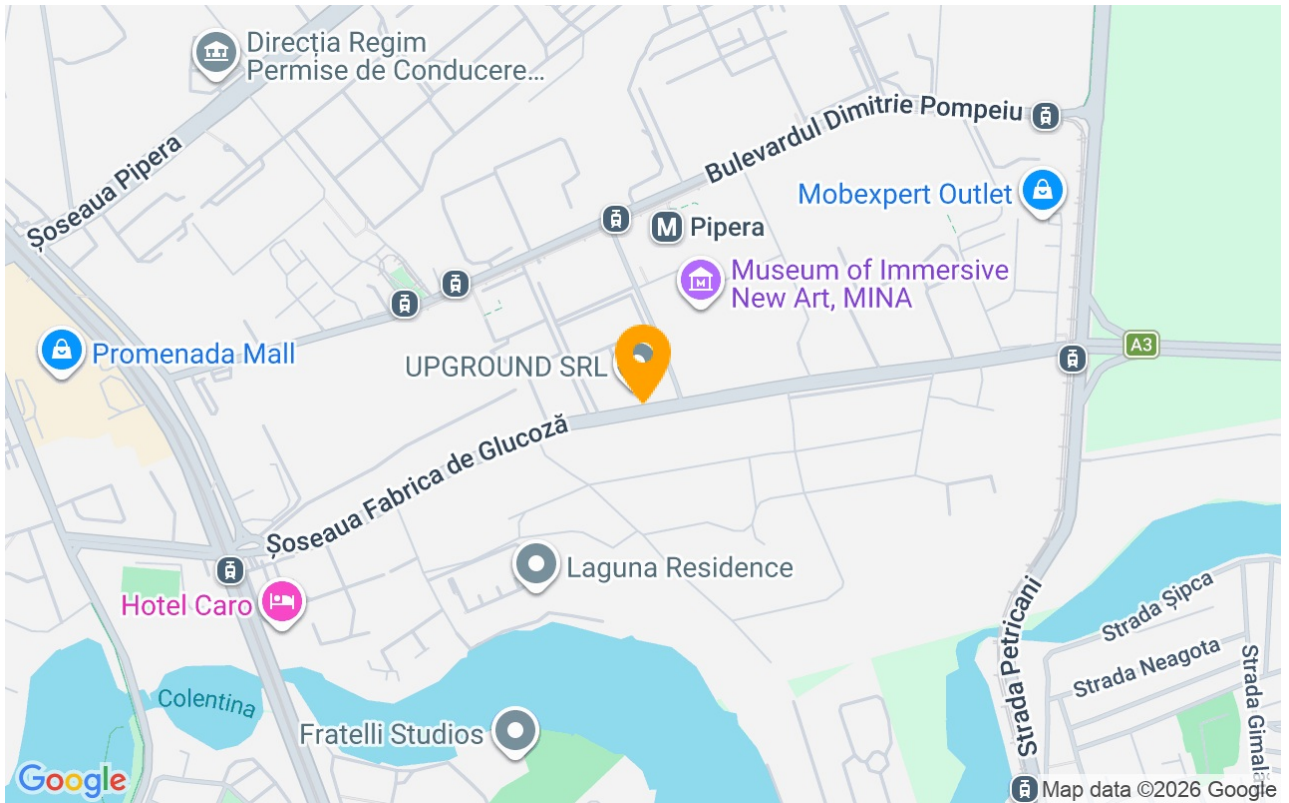 Direcția Regim
Permise de Conducere...
Șoseaua Pipera
Bulevardul Dimitrie Pompeiu
Mobexpert Outlet
M Pipera
Museum of Immersive
New Art, MINA
Promenada Mall
UPGROUND SRL
A3
Șoseaua Fabrica de Glucoză
Laguna Residence
Hotel Caro
Strada Petricani
Strada Șipca
Strada Neagota
Strada Gimala
Colentina
Fratelli Studios
Google
Map data ©2026 Google